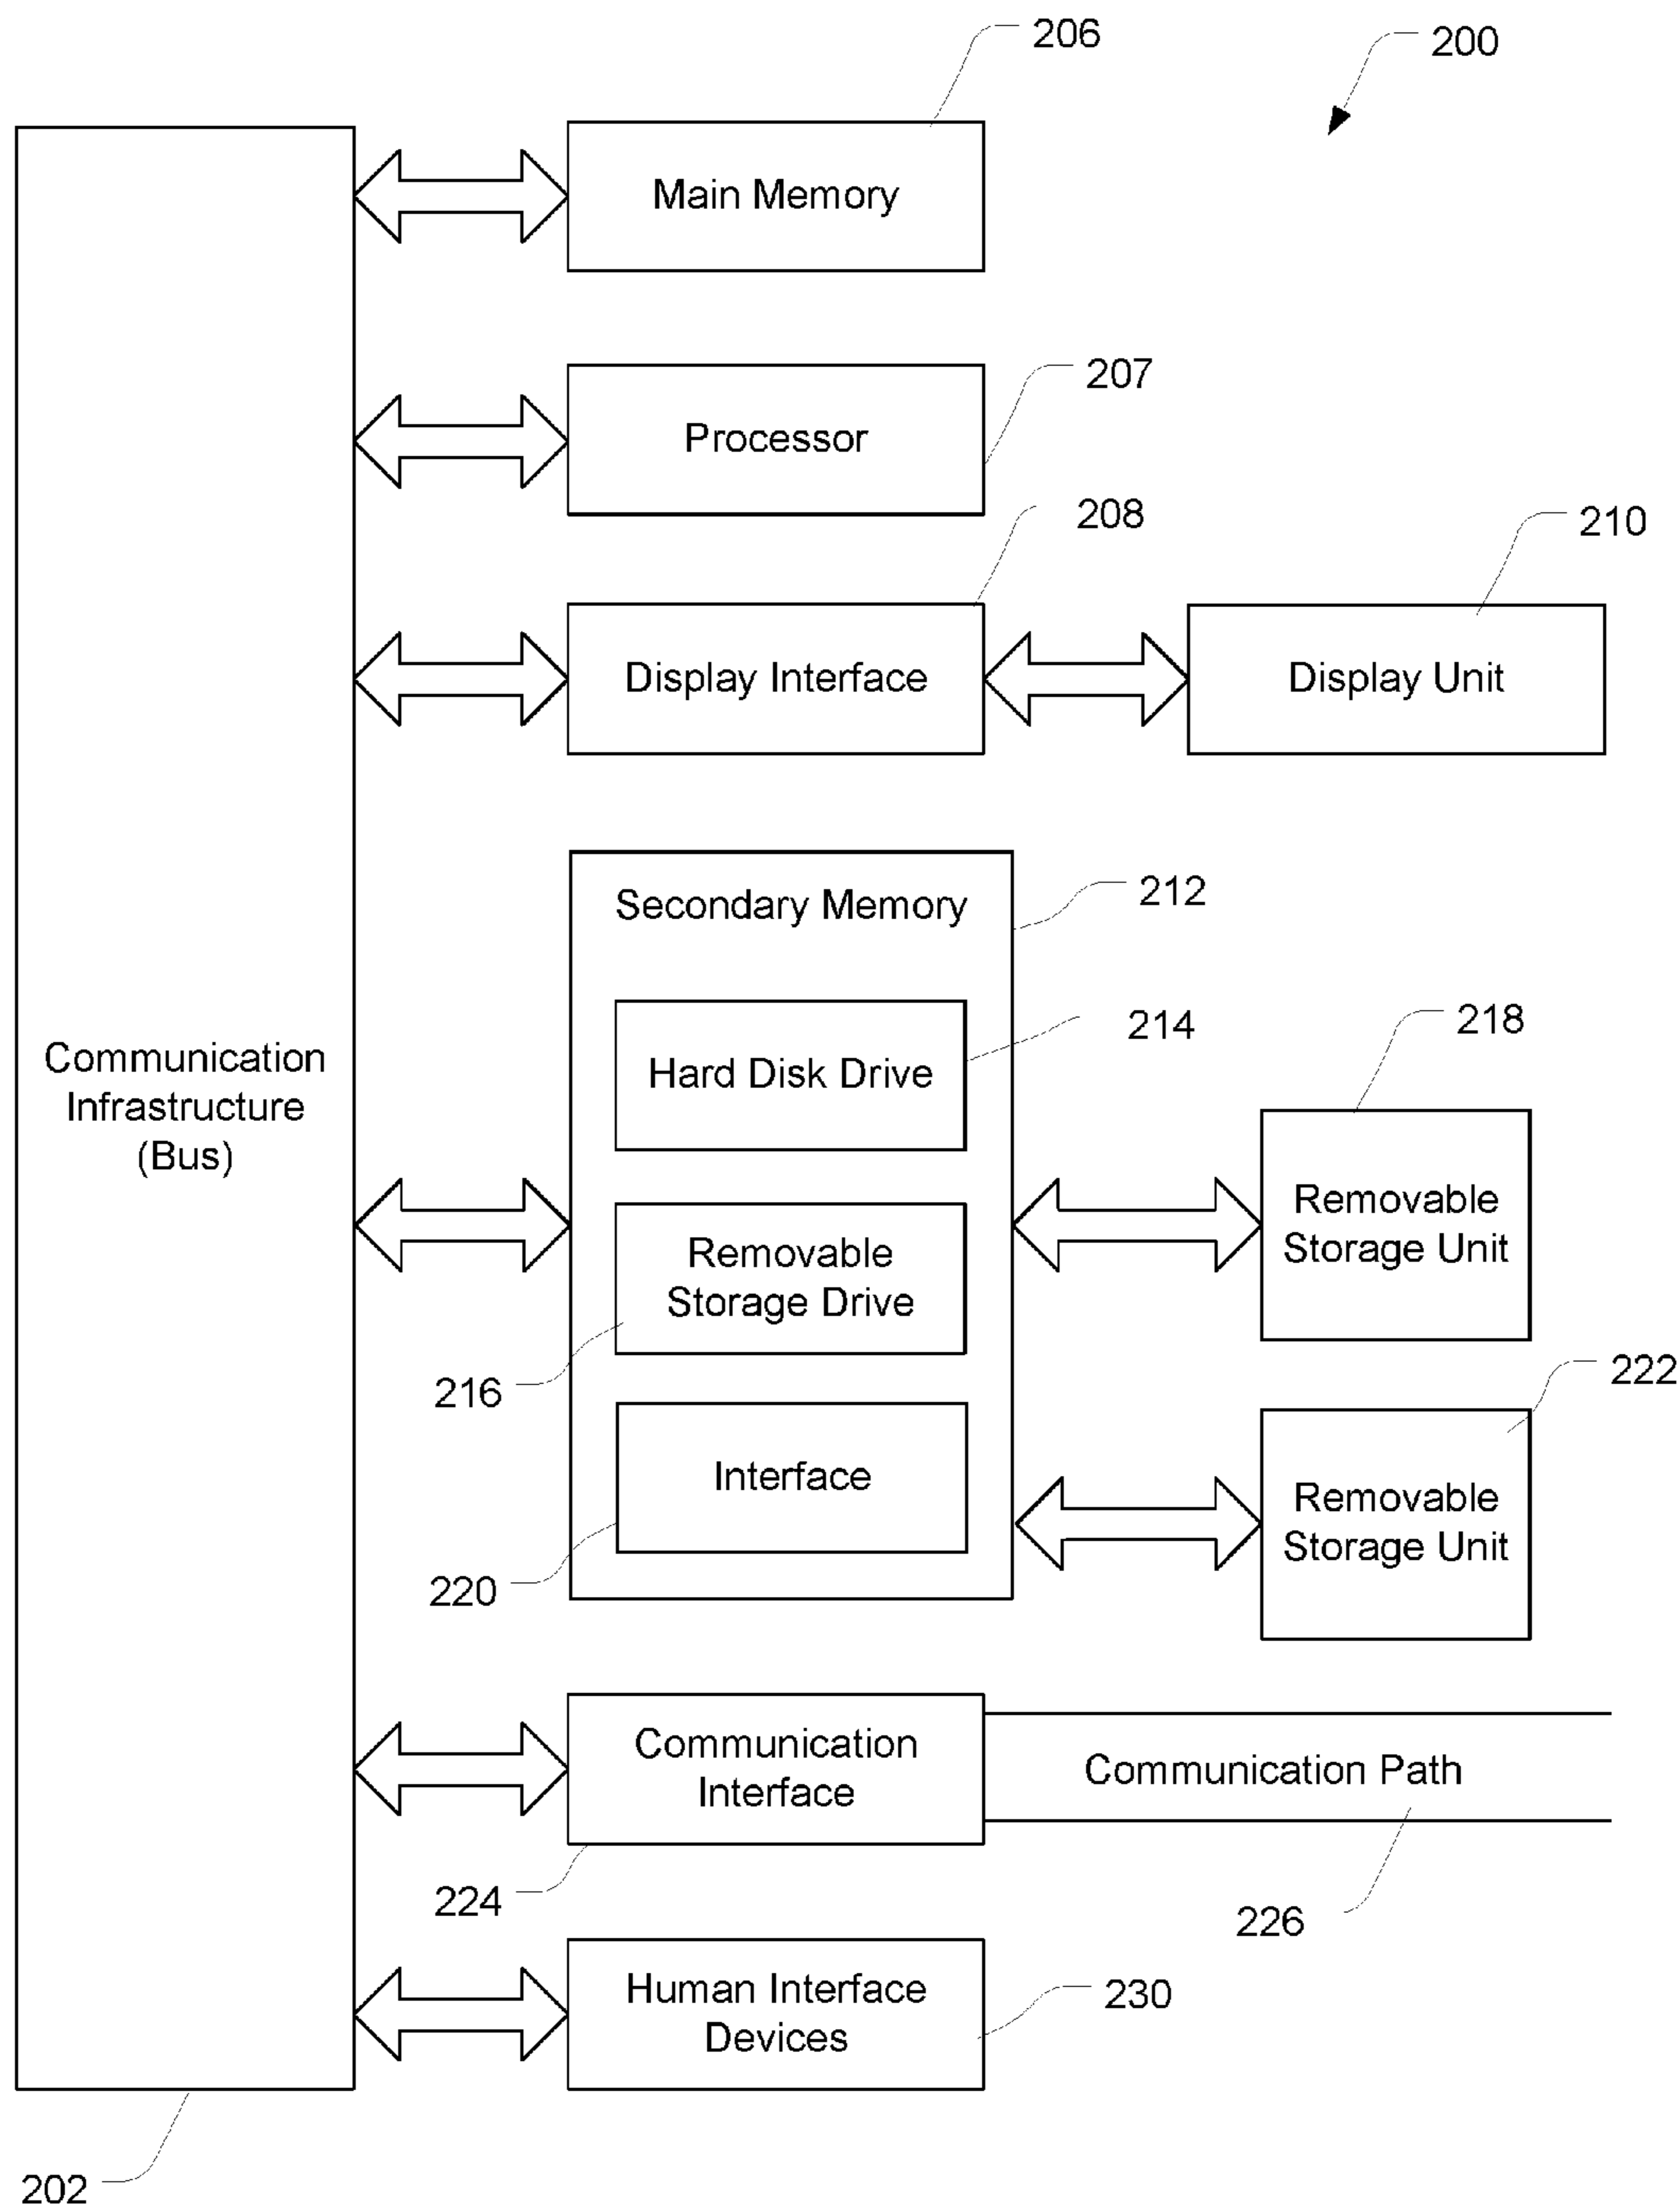 206
200
Main Memory
207
Processor
208
210
Display Interface
Display Unit
Secondary Memory
212
214
218
Hard Disk Drive
Communication
Infrastructure
(Bus)
Removable
Storage Unit
Removable
Storage Drive
216
222
Interface
Removable
Storage Unit
220
Communication
Interface
Communication Path
224
226
Human Interface
Devices
230
202